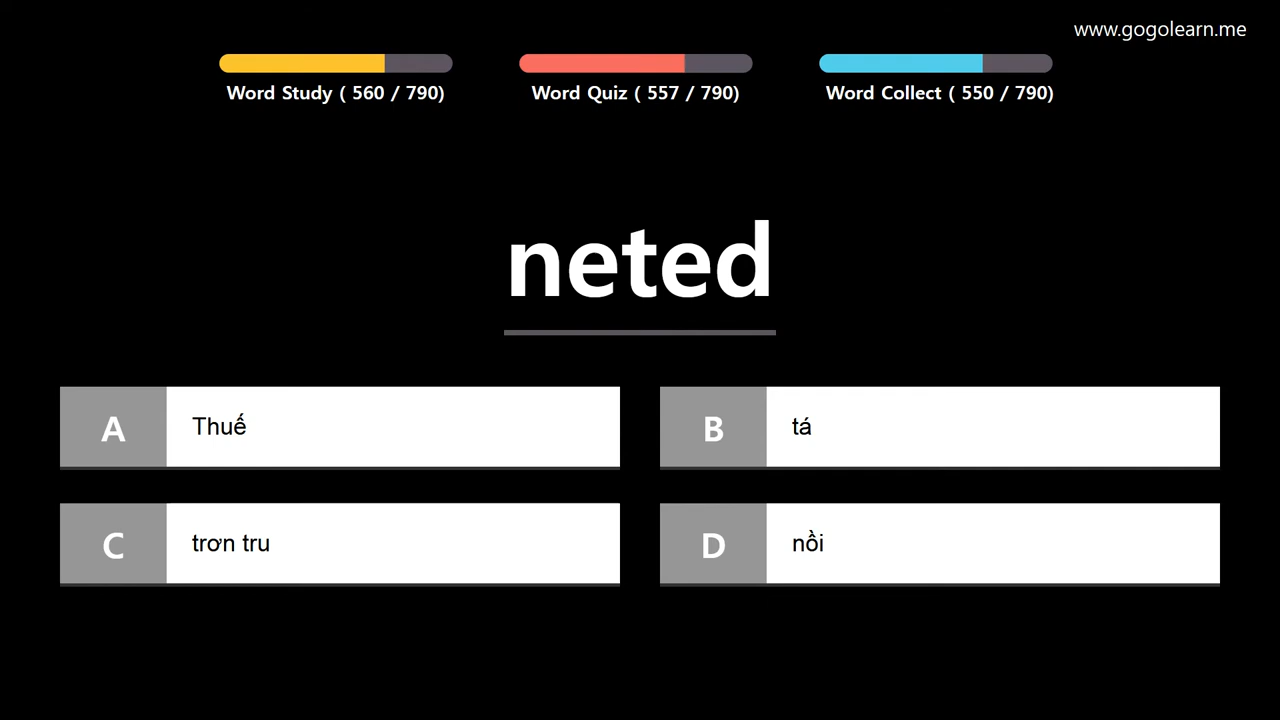 www.gogolearn.me
Word Study ( 560 / 790)
Word Quiz ( 557 / 790)
Word Collect ( 550 / 790)
neted
A
Thuế
B
tá
C
trơn tru
D
nồi